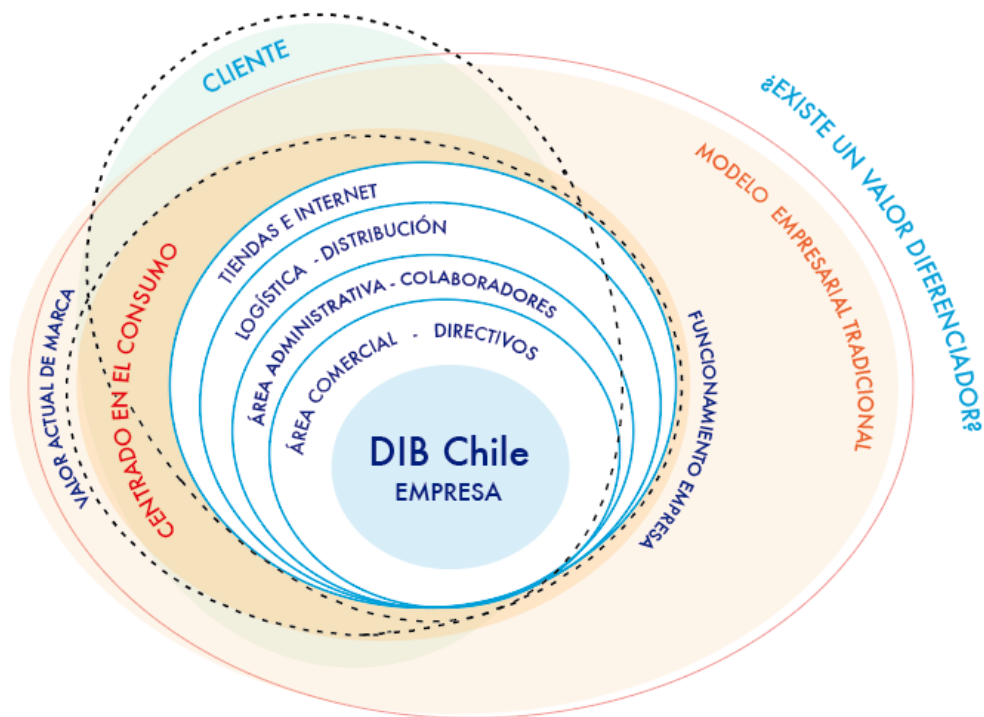 CLIENTE
¿EXISTE UN VALOR DIFERENCIADOR?
MODELO EMPRESARIAL TRADICIONAL
TIENDAS E INTERNET
LOGÍSTICA - DISTRIBUCIÓN
ÁREA ADMINISTRATIVA - COLABORADORES
ÁREA COMERCIAL - DIRECTIVOS
VALOR ACTUAL DE MARCA
CENTRADO EN EL CONSUMO
FUNCIONAMIENTO EMPRESA
DIB Chile
EMPRESA